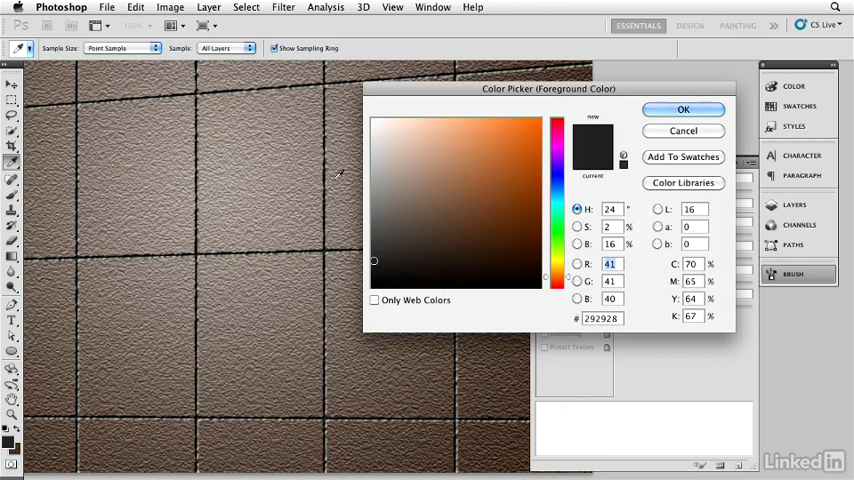 Photoshop File Edit Image Layer Select Filter Analysis 3D View Window Help
Ps 100% ESSENTIALS DESIGN PAINTING CS Live
Sample Size: Point Sample Sample: All Layers Show Sampling Ring
Color Picker (Foreground Color)
new
current
OK
Cancel
Add To Swatches
Color Libraries
H: 24 ° L: 16
S: 2 % a: 0
B: 16 % b: 0
R: 41 C: 70 %
G: 41 M: 65 %
B: 40 Y: 64 %
# 292928 K: 67 %
Only Web Colors
Protect Texture
COLOR
SWATCHES
STYLES
CHARACTER
PARAGRAPH
LAYERS
CHANNELS
PATHS
BRUSH
LinkedIn